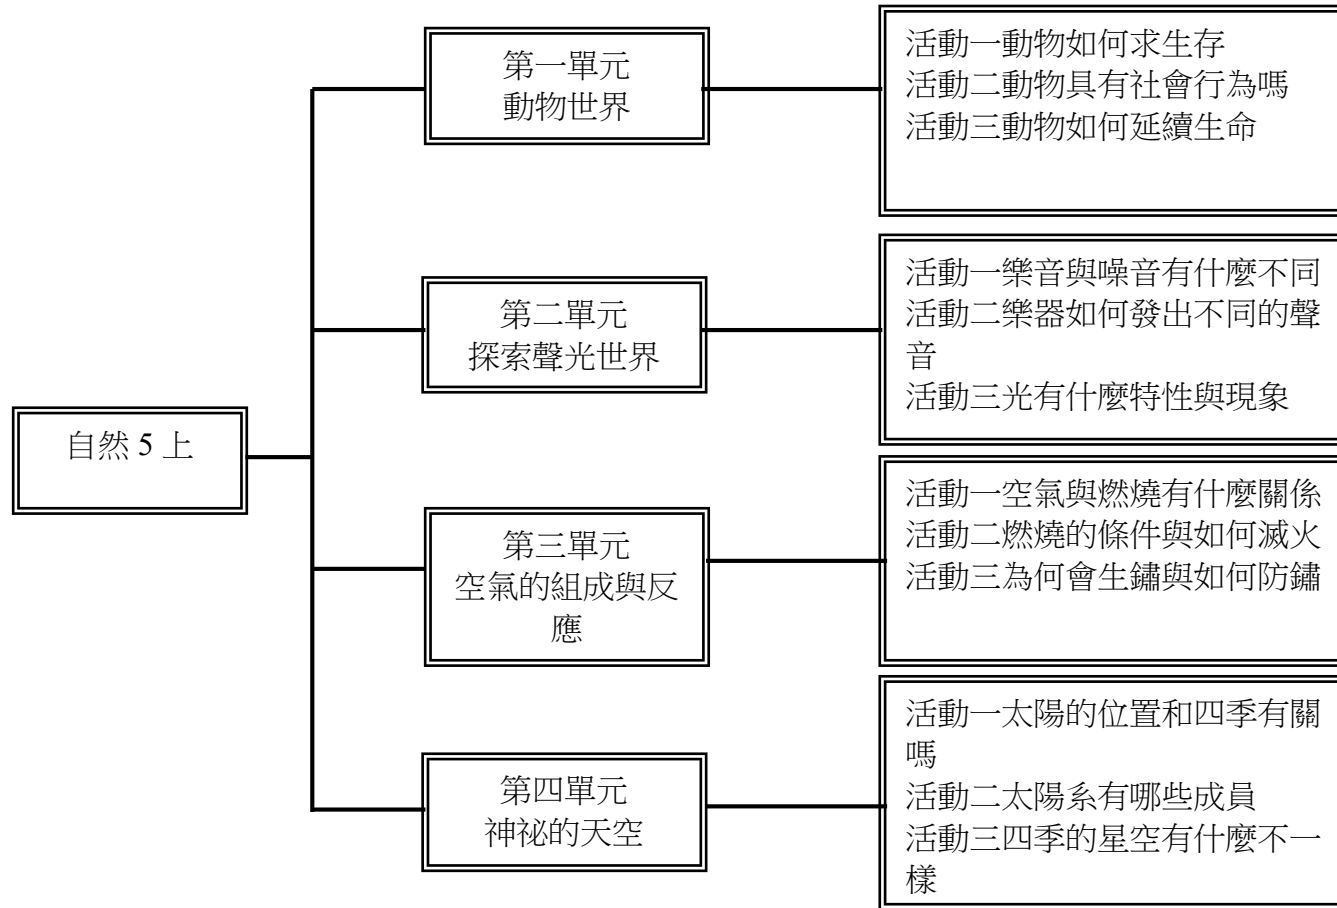 自然 5 上
第一單元
動物世界
活動一動物如何求生存
活動二動物具有社會行為嗎
活動三動物如何延續生命
第二單元
探索聲光世界
活動一樂音與噪音有什麼不同
活動二樂器如何發出不同的聲
音
活動三光有什麼特性與現象
第三單元
空氣的組成與反
應
活動一空氣與燃燒有什麼關係
活動二燃燒的條件與如何滅火
活動三為何會生鏽與如何防鏽
第四單元
神祕的天空
活動一太陽的位置和四季有關
嗎
活動二太陽系有哪些成員
活動三四季的星空有什麼不一
樣